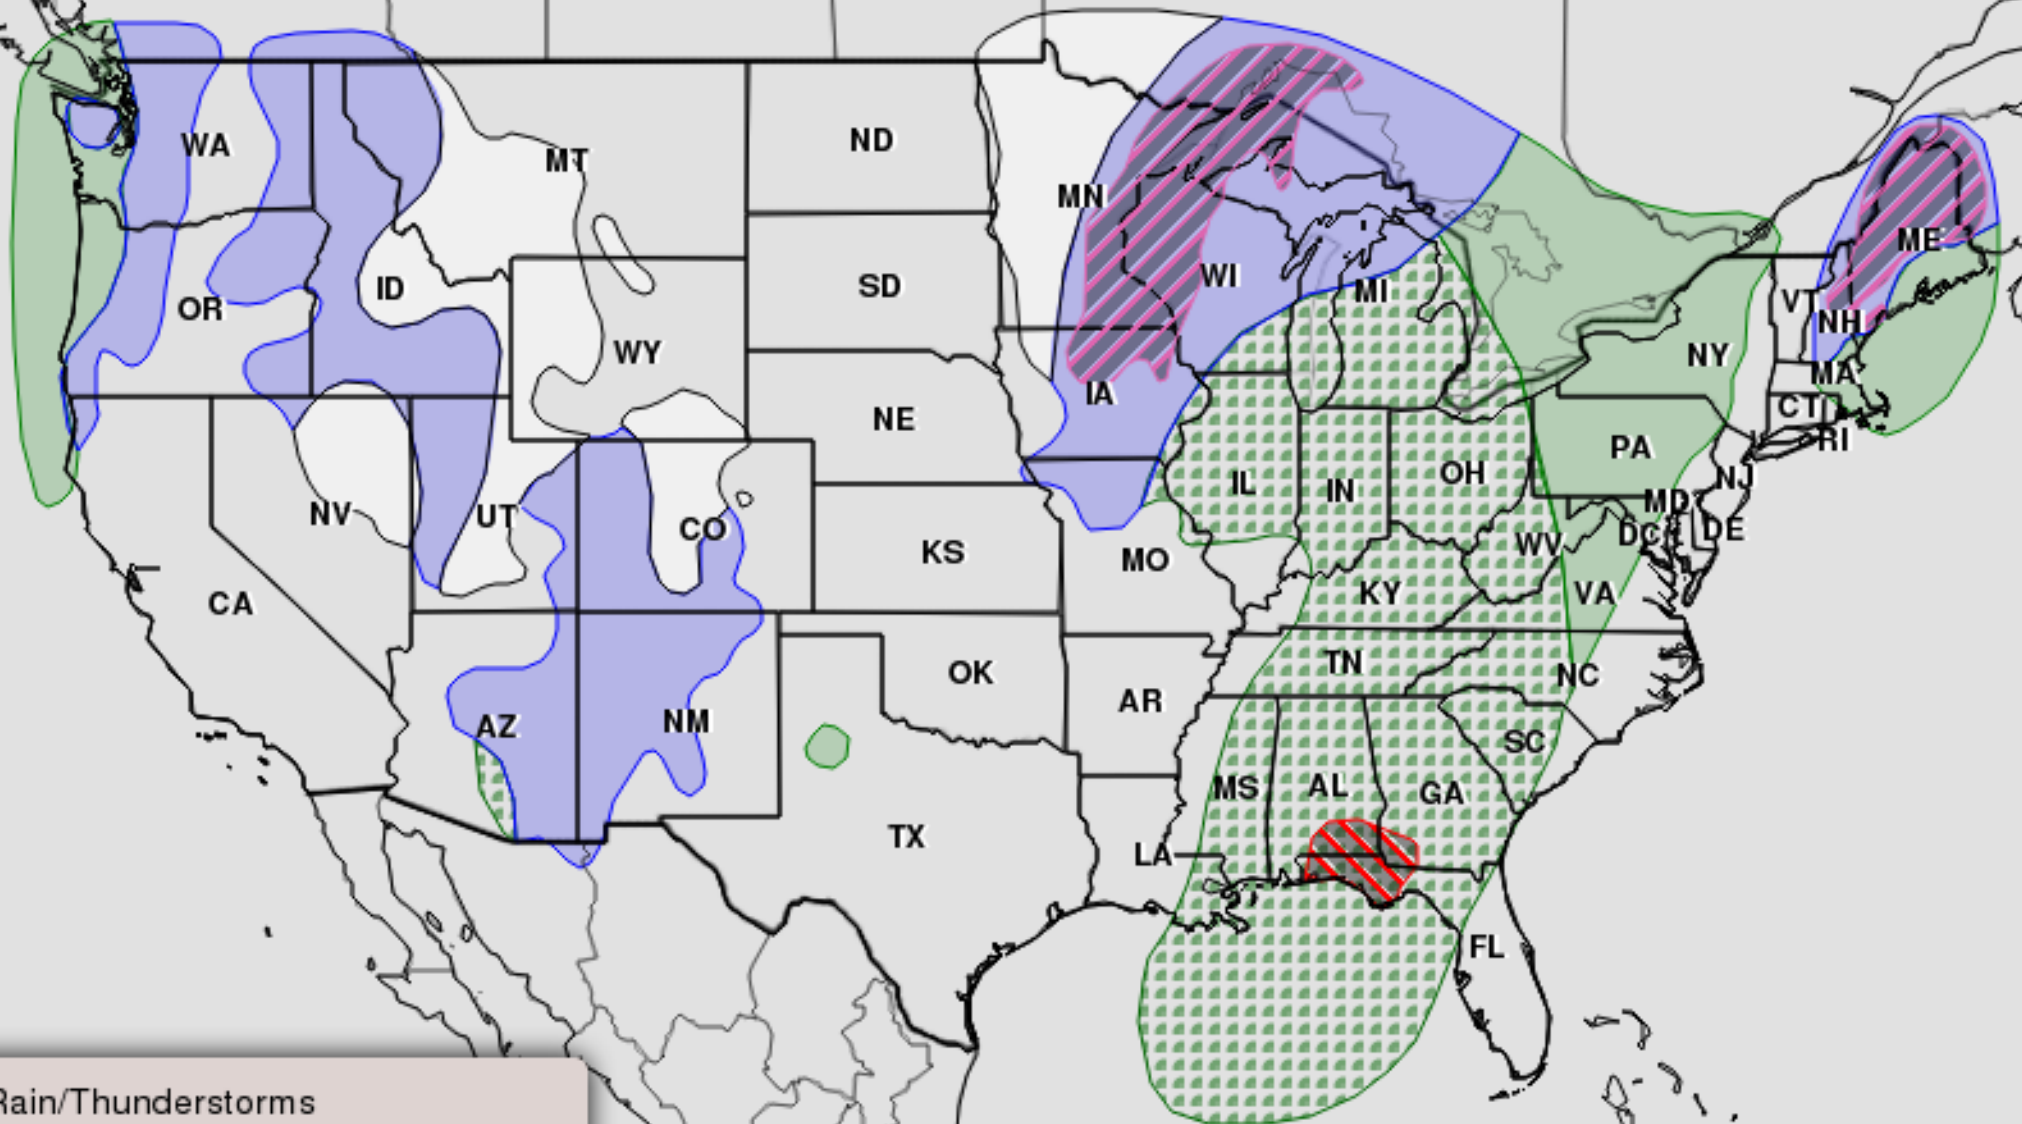 WA
MT
ND
MN
ME
OR
ID
SD
WI
MI
VT
NH
WY
NY
MA
IA
NE
CT
RI
PA
NV
UT
CO
IL
IN
OH
NJ
MD
DC
DE
KS
MO
WV
CA
KY
VA
OK
TN
NC
AZ
NM
AR
SC
MS
AL
GA
TX
LA
FL
Rain/Thunderstorms